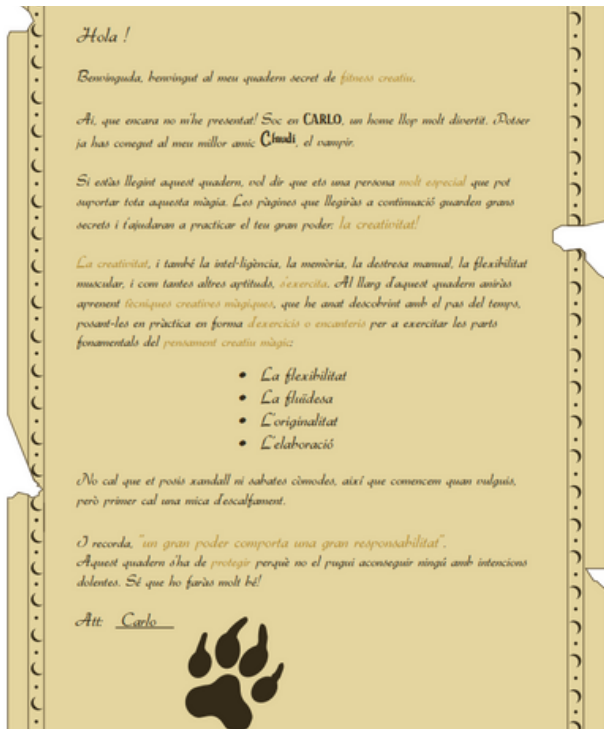 Hola !
Benvinguda, benvingut al meu quadern secret de fitness creatiu.
Ai, que encara no m'he presentat! Soc en CARLO, un home llop molt divertit. Potser
ja has conegut al meu millor amic Claudi, el vampir.
Si estàs llegint aquest quadern, vol dir que ets una persona molt especial que pot
suportar tota aquesta màgia. Les pàgines que llegiràs a continuació guarden grans
secrets i t'ajudaran a practicar el teu gran poder: la creativitat!
La creativitat, i també la intel·ligència, la memòria, la destresa manual, la flexibilitat
muscular, i com tantes altres aptituds, s'exercita. Al llarg d'aquest quadern aniràs
aprenent tècniques creatives màgiques, que he anat descobrint amb el pas del temps,
posant-les en pràctica en forma d'exercicis o encanteris per a exercitar les parts
fonamentals del pensament creatiu màgic:
• La flexibilitat
• La fluïdesa
• L'originalitat
• L'elaboració
No cal que et posis xandall ni sabates còmodes, així que comencem quan vulguis,
però primer cal una mica d'escalfament.
I recorda, "un gran poder comporta una gran responsabilitat".
Aquest quadern s'ha de protegir perquè no el pugui aconseguir ningú amb intencions
dolentes. Sé que ho faràs molt bé!
Att: Carlo